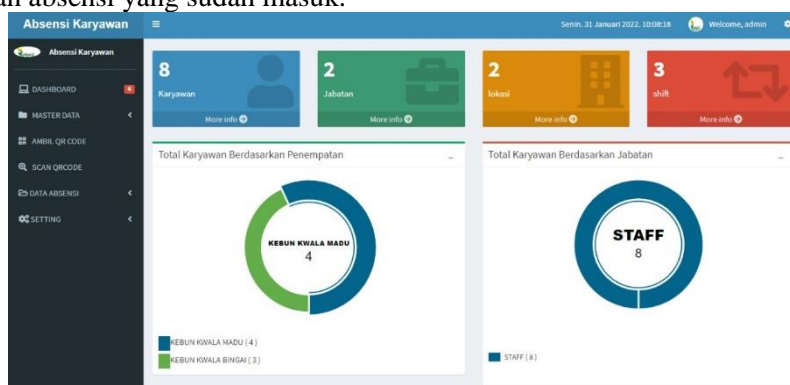 an absensi yang sudah masuk.
Absensi Karyawan
Senin, 31 Januari 2022. 10:08:18
Welcome, admin
Absensi Karyawan
DASHBOARD
MASTER DATA
AMBIL QR CODE
SCAN QRCODE
DATA ABSENSI
SETTING
8
Karyawan
More info
2
Jabatan
More info
2
lokasi
More info
3
shift
More info
Total Karyawan Berdasarkan Penempatan
KEBUN KWALA MADU
4
KEBUN KWALA MADU ( 4 )
KEBUN KWALA BINGAI ( 3 )
Total Karyawan Berdasarkan Jabatan
STAFF
8
STAFF ( 8 )